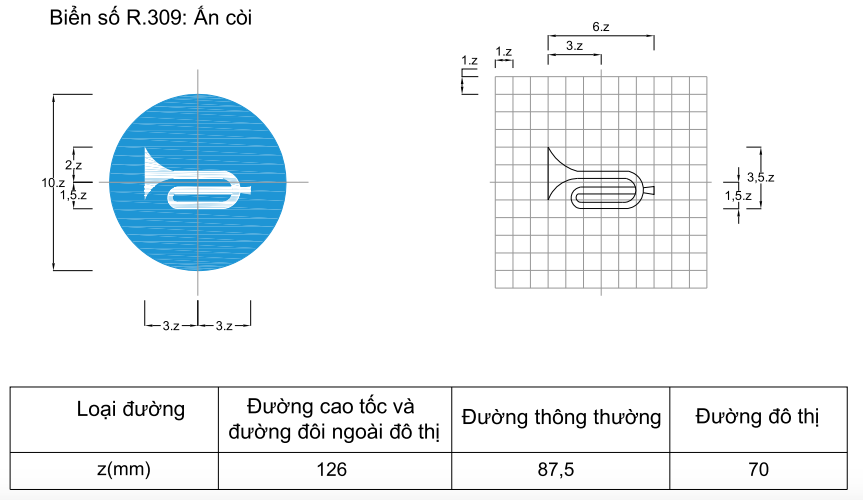 Biển số R.309: Ấn còi
6.z
3.z
1.z
1.z
2.z
10.z
1,5.z
3.z
3.z
3,5.z
1,5.z
Loại đường
Đường cao tốc và
đường đôi ngoài đô thị
Đường thông thường
Đường đô thị
z(mm)
126
87,5
70